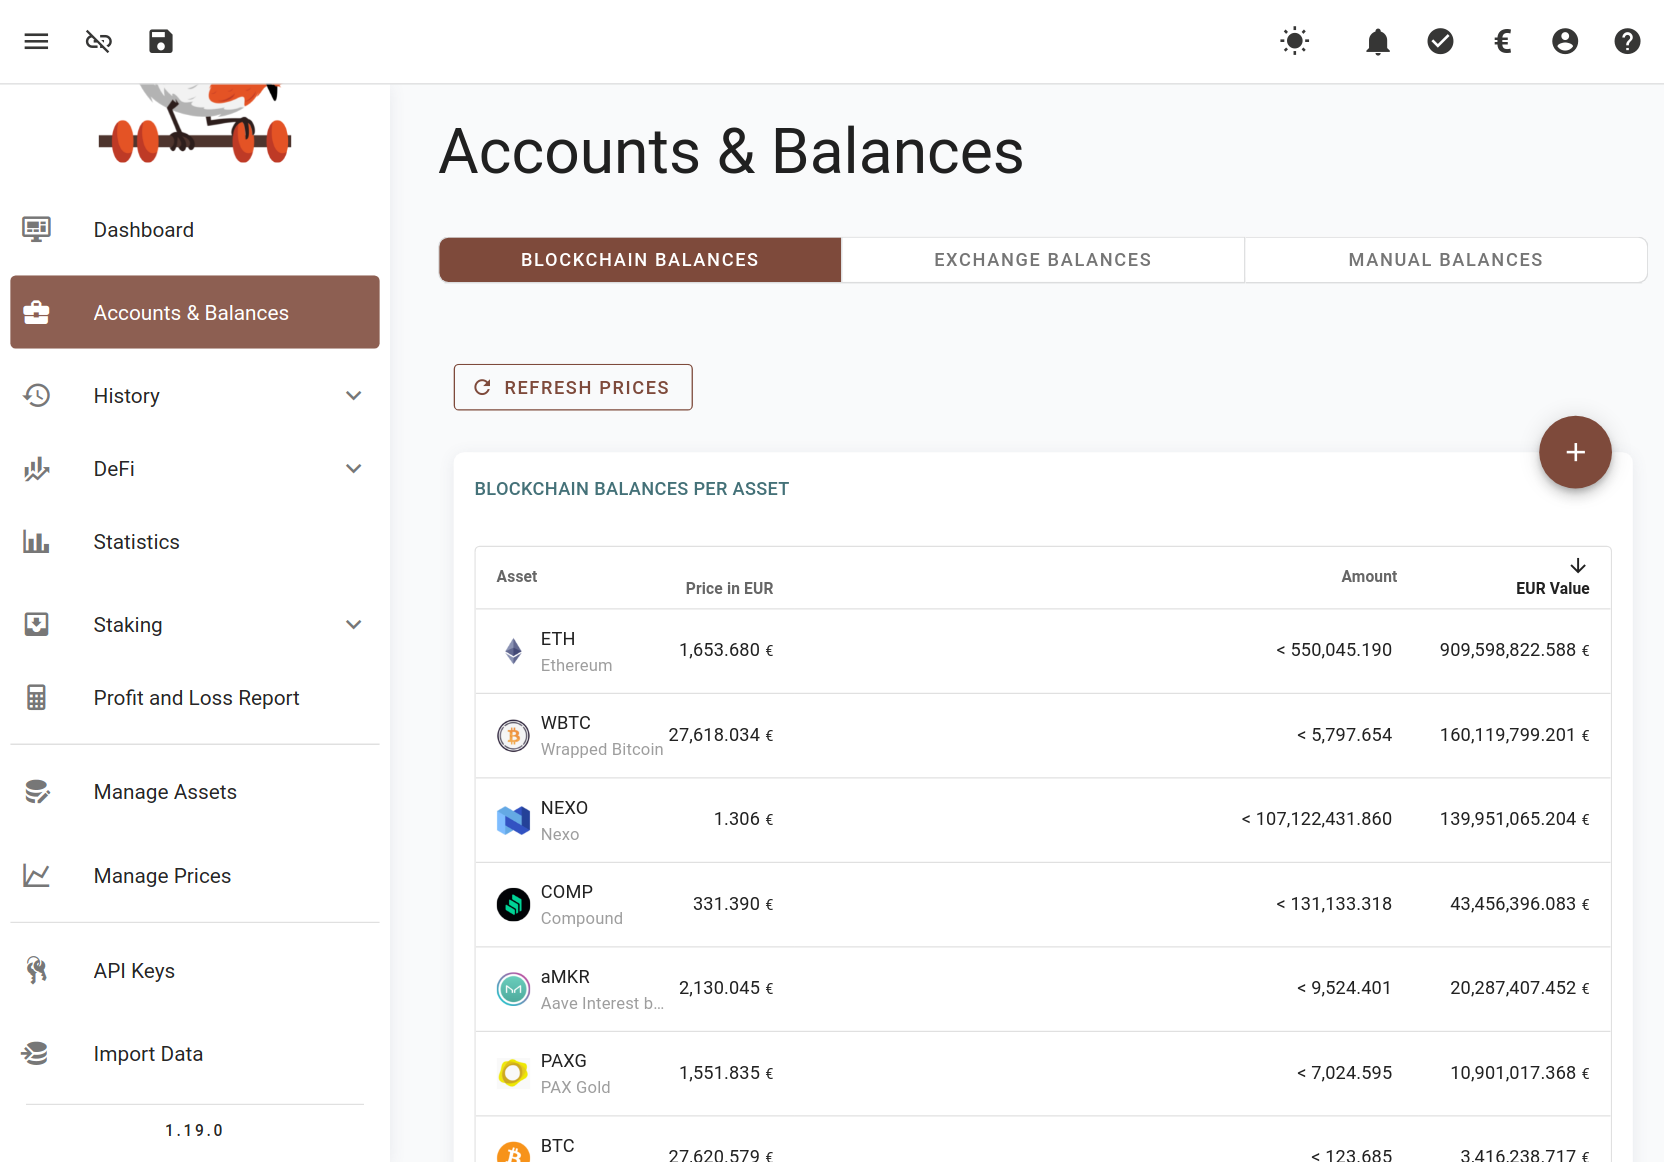 Accounts & Balances
BLOCKCHAIN BALANCES
EXCHANGE BALANCES
MANUAL BALANCES
Dashboard
Accounts & Balances
History
DeFi
Statistics
Staking
Profit and Loss Report
Manage Assets
Manage Prices
API Keys
Import Data
1.19.0
REFRESH PRICES
BLOCKCHAIN BALANCES PER ASSET
Asset Price in EUR Amount EUR Value
ETH
Ethereum
1,653.680 € < 550,045.190 909,598,822.588 €
WBTC
Wrapped Bitcoin
27,618.034 € < 5,797.654 160,119,799.201 €
NEXO
Nexo
1.306 € < 107,122,431.860 139,951,065.204 €
COMP
Compound
331.390 € < 131,133.318 43,456,396.083 €
aMKR
Aave Interest b...
2,130.045 € < 9,524.401 20,287,407.452 €
PAXG
PAX Gold
1,551.835 € < 7,024.595 10,901,017.368 €
BTC
27,620.579 € < 123.685 3,416,238.717 €